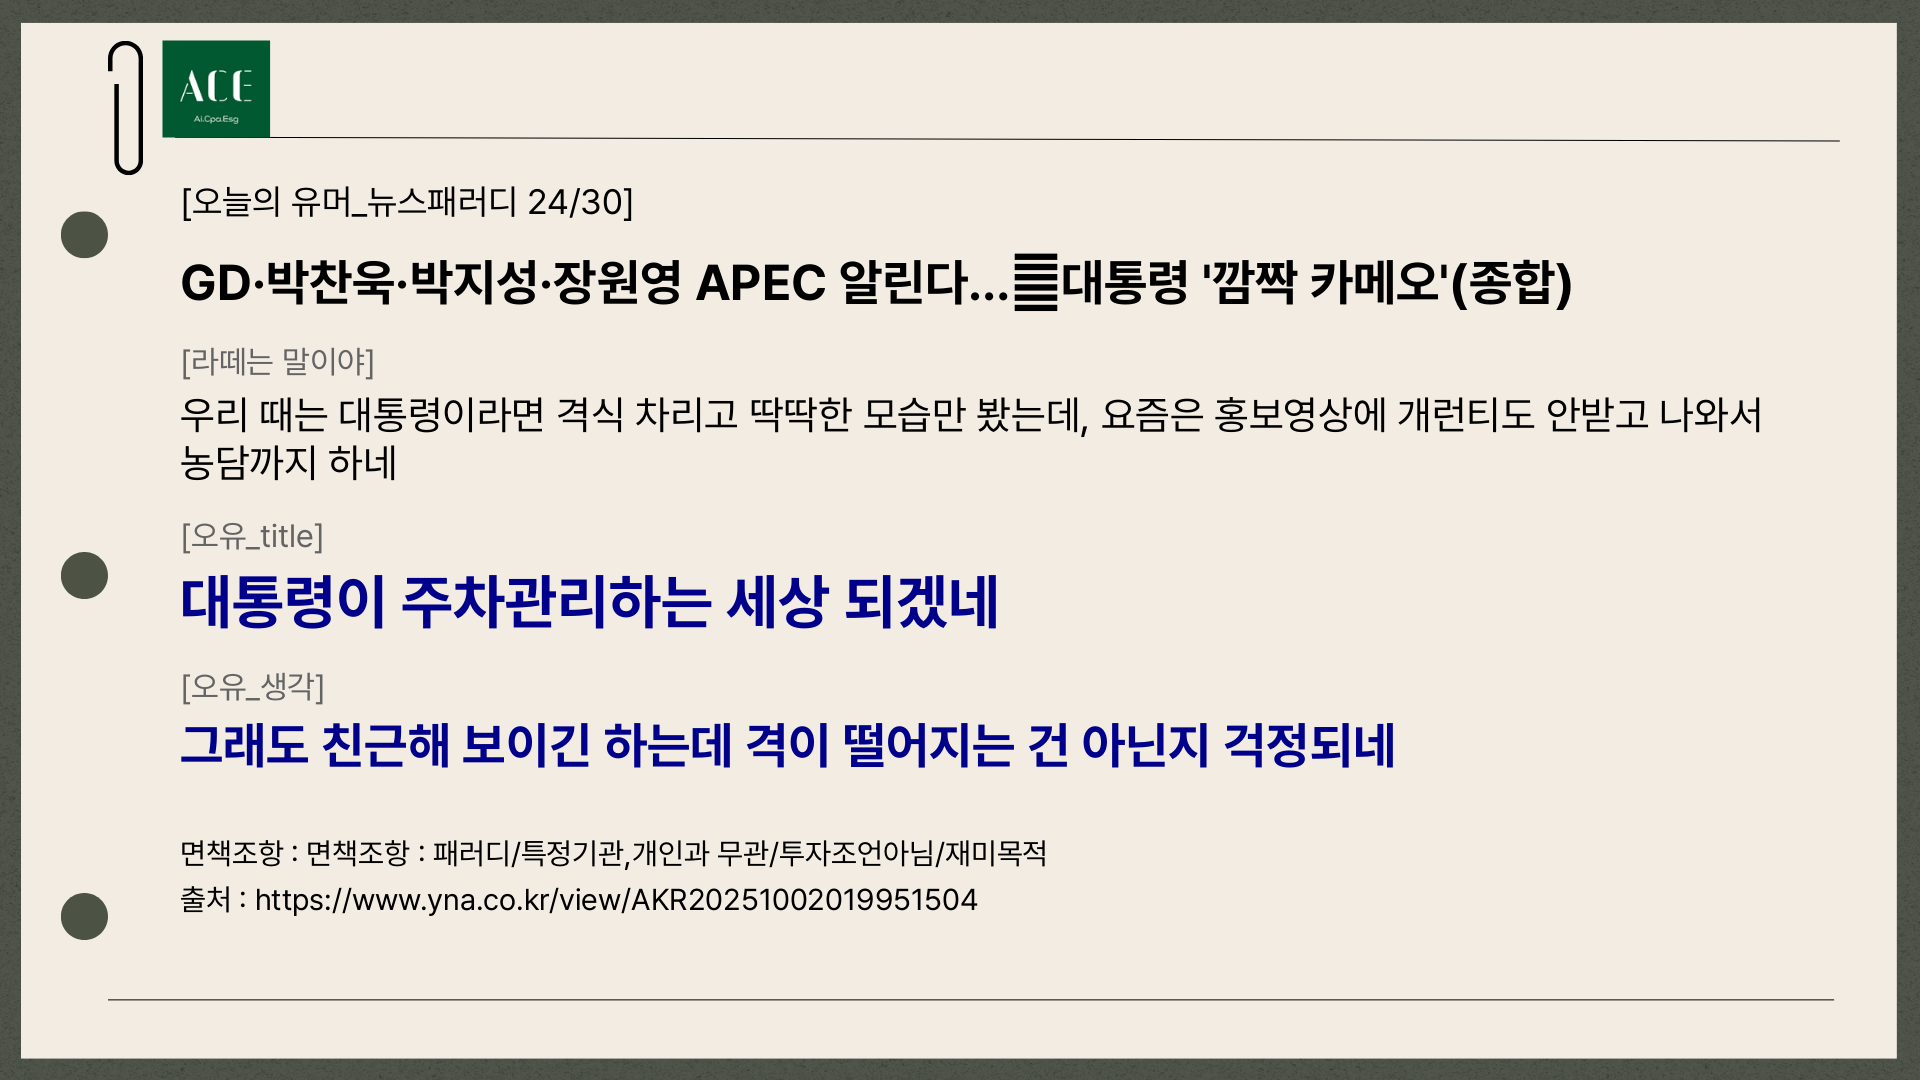 ACE
Ai.Cpa.Esg
[오늘의 유머_뉴스패러디 24/30]
GD·박찬욱·박지성·장원영 APEC 알린다...대통령 '깜짝 카메오'(종합)
[라떼는 말이야]
우리 때는 대통령이라면 격식 차리고 딱딱한 모습만 봤는데, 요즘은 홍보영상에 개런티도 안받고 나와서
농담까지 하네
[오유_title]
대통령이 주차관리하는 세상 되겠네
[오유_생각]
그래도 친근해 보이긴 하는데 격이 떨어지는 건 아닌지 걱정되네
면책조항 : 면책조항 : 패러디/특정기관,개인과 무관/투자조언아님/재미목적
출처 : https://www.yna.co.kr/view/AKR20251002019951504